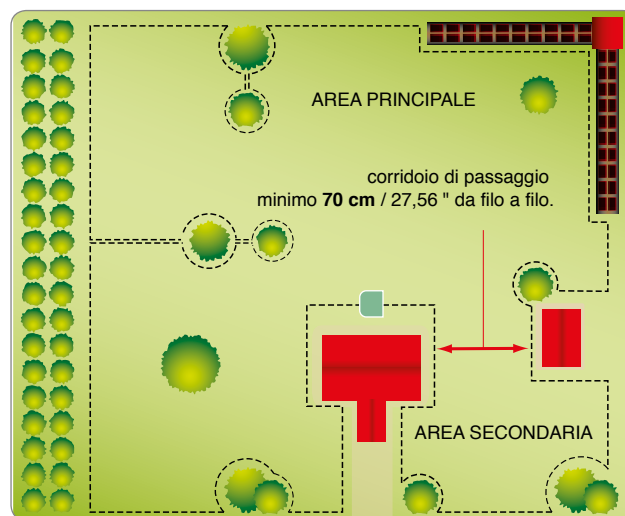 AREA PRINCIPALE
corridoio di passaggio
minimo 70 cm / 27,56 " da filo a filo.
AREA SECONDARIA